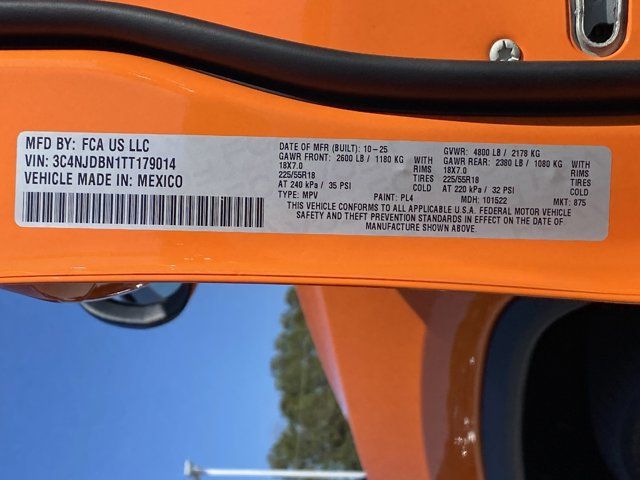 MFD BY: FCA US LLC
VIN: 3C4NJDBN1TT179014
VEHICLE MADE IN: MEXICO
DATE OF MFR (BUILT): 10-25
GAWR FRONT: 2600 LB / 1180 KG WITH
18X7.0 RIMS
225/55R18 TIRES
AT 240 kPa / 35 PSI COLD
TYPE: MPV PAINT: PL4
GVWR: 4800 LB / 2178 KG
GAWR REAR: 2380 LB / 1080 KG WITH
18X7.0 RIMS
225/55R18 TIRES
AT 220 kPa / 32 PSI COLD
MDH: 101522 MKT: 875
THIS VEHICLE CONFORMS TO ALL APPLICABLE U.S.A. FEDERAL MOTOR VEHICLE
SAFETY AND THEFT PREVENTION STANDARDS IN EFFECT ON THE DATE OF
MANUFACTURE SHOWN ABOVE.